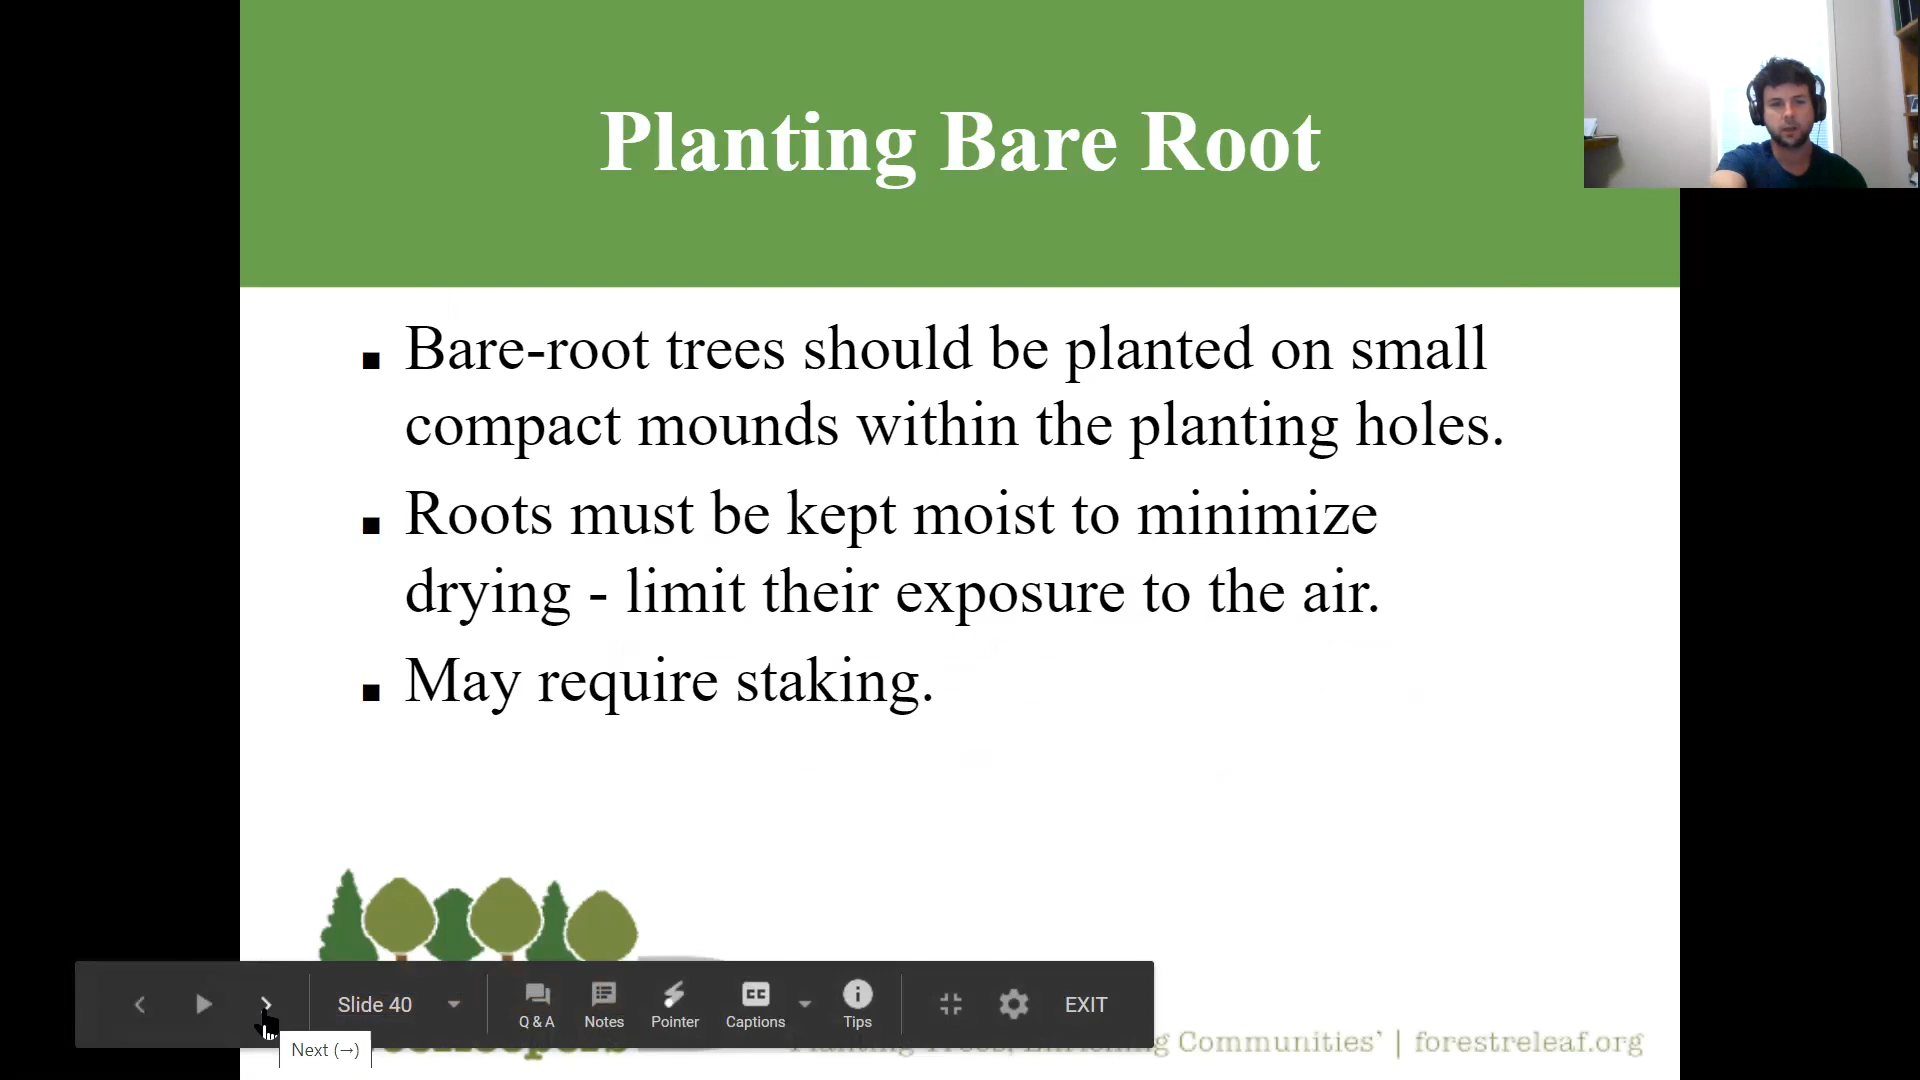 Planting Bare Root
■ Bare-root trees should be planted on small
compact mounds within the planting holes.
■ Roots must be kept moist to minimize
drying - limit their exposure to the air.
■ May require staking.
Slide 40
Q & A
Notes
Pointer
CC
Captions
Tips
EXIT
Next (→)
Communities’ | forestreleaf.org